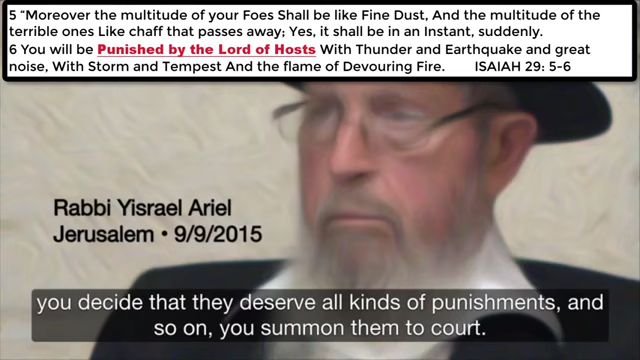 5 “Moreover the multitude of your Foes Shall be like Fine Dust, And the multitude of the
terrible ones Like chaff that passes away; Yes, it shall be in an Instant, suddenly.
6 You will be Punished by the Lord of Hosts With Thunder and Earthquake and great
noise, With Storm and Tempest And the flame of Devouring Fire. ISAIAH 29: 5-6
Rabbi Yisrael Ariel
Jerusalem • 9/9/2015
you decide that they deserve all kinds of punishments, and
so on, you summon them to court.